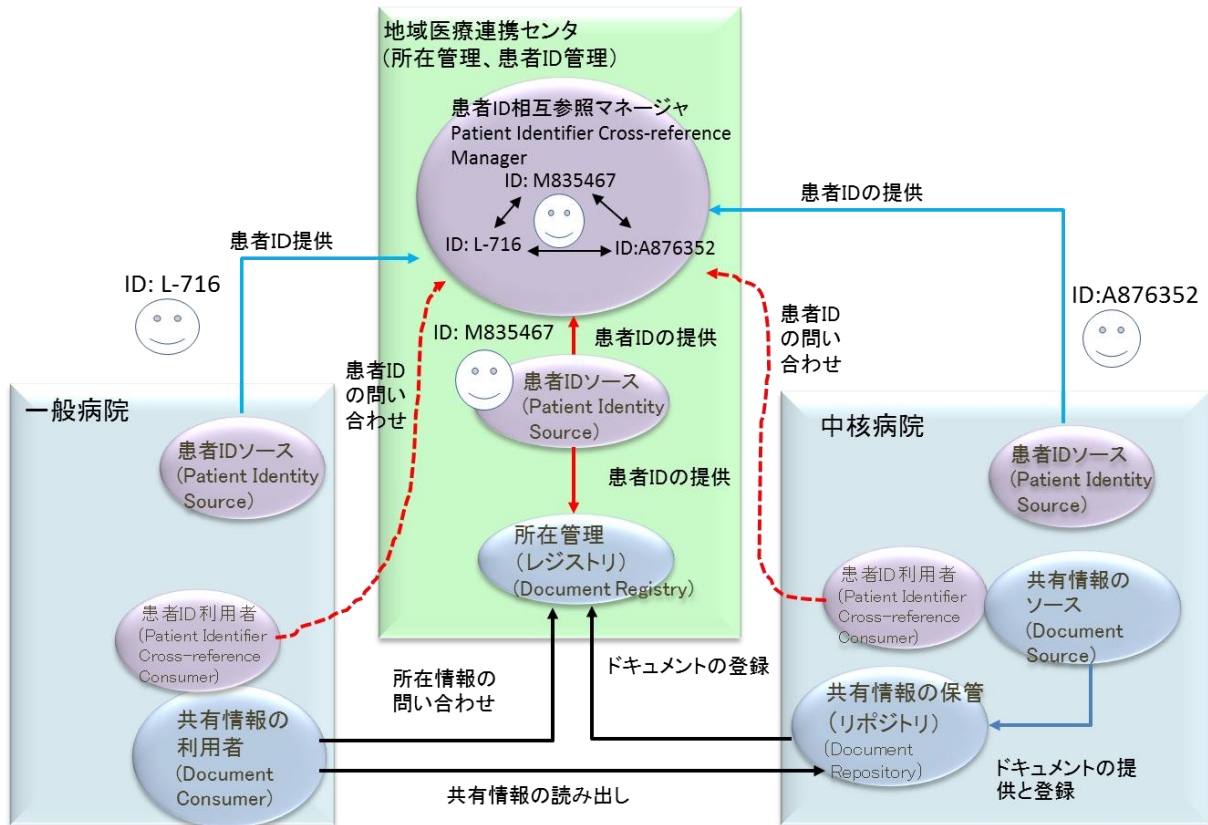 地域医療連携センタ
(所在管理、患者ID管理)
患者ID相互参照マネージャ
Patient Identifier Cross-reference
Manager
ID: M835467
ID: L-716
ID:A876352
患者ID提供
ID: L-716
患者IDの提供
ID:A876352
患者ID
の問い
合わせ
患者ID
の問い
合わせ
ID: M835467
患者IDの提供
患者IDソース
(Patient Identity
Source)
患者IDの提供
所在管理
(レジストリ)
(Document Registry)
一般病院
患者IDソース
(Patient Identity
Source)
患者ID利用者
(Patient Identifier
Cross-reference
Consumer)
共有情報の
利用者
(Document
Consumer)
所在情報の
問い合わせ
ドキュメントの登録
共有情報の読み出し
中核病院
患者IDソース
(Patient Identity
Source)
患者ID利用者
(Patient Identifier
Cross-reference
Consumer)
共有情報の
ソース
(Document
Source)
共有情報の保管
(リポジトリ)
(Document
Repository)
ドキュメントの提
供と登録